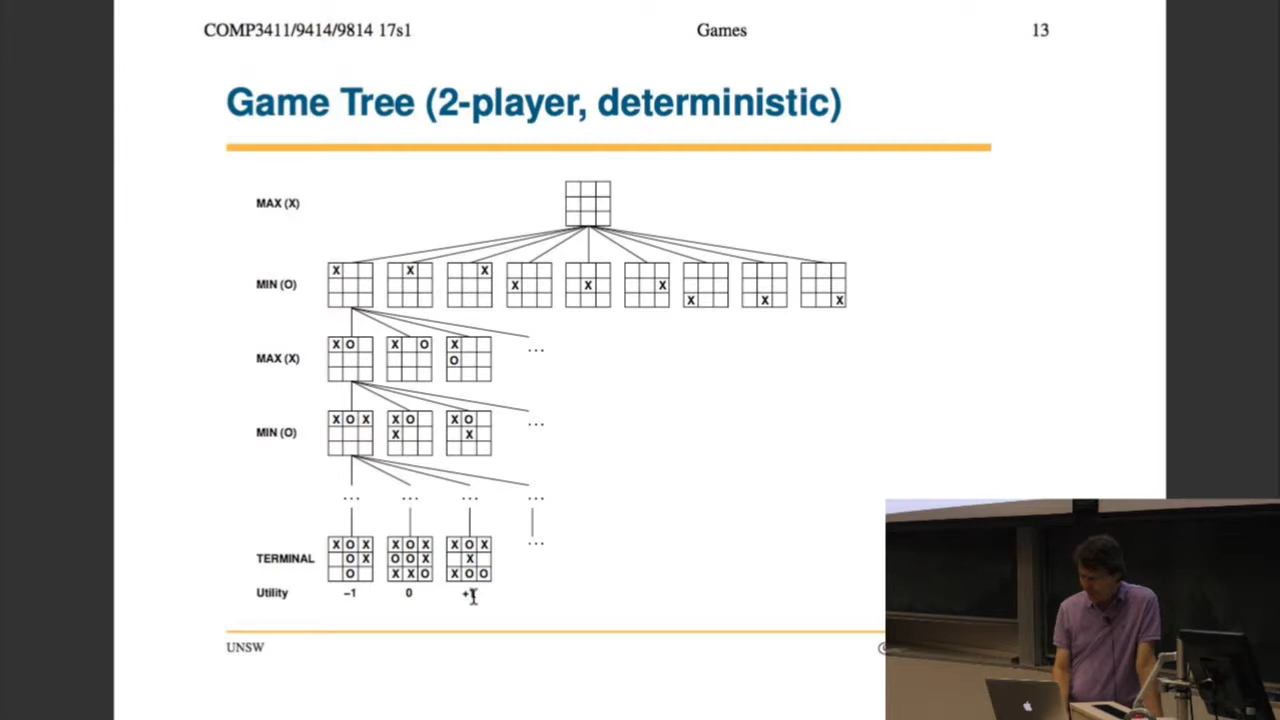 COMP3411/9414/9814 17s1 Games 13
Game Tree (2-player, deterministic)
MAX (X)
X X X
MIN (O) X X X
X X X
X O X O X
MAX (X) O
...
X O X X O X O
MIN (O) X X
...
... ... ... ...
X O X X O X X O X ...
TERMINAL O X O O X X
O X X O X O O
Utility −1 0
UNSW